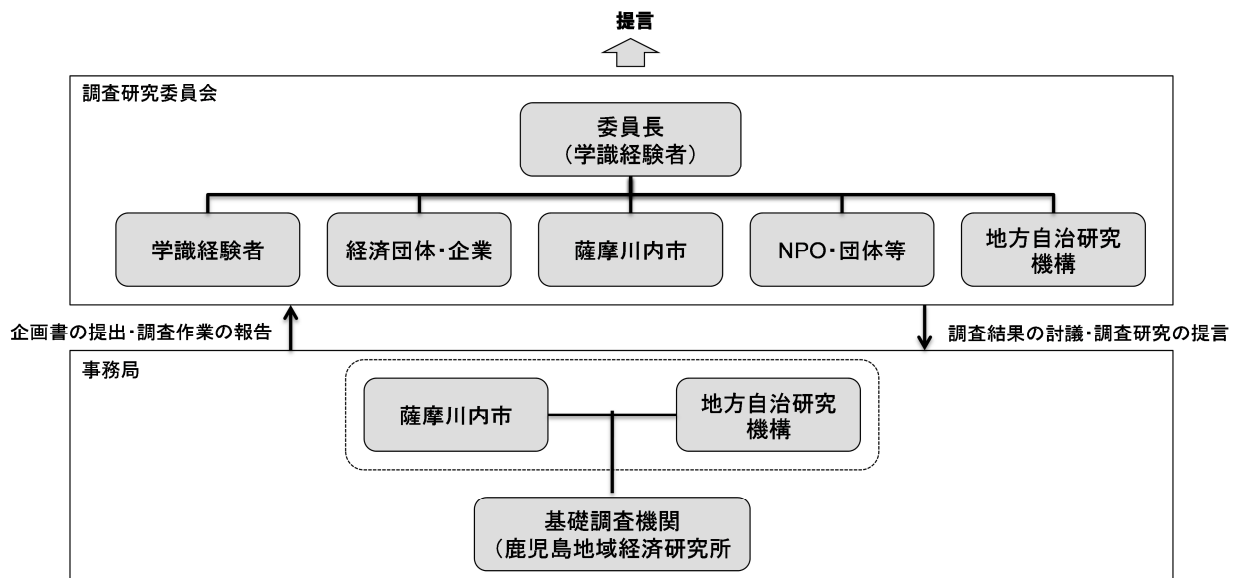 提言
調査研究委員会
委員長
(学識経験者)
学識経験者
経済団体・企業
薩摩川内市
NPO・団体等
地方自治研究
機構
企画書の提出・調査作業の報告
調査結果の討議・調査研究の提言
事務局
薩摩川内市
地方自治研究
機構
基礎調査機関
(鹿児島地域経済研究所